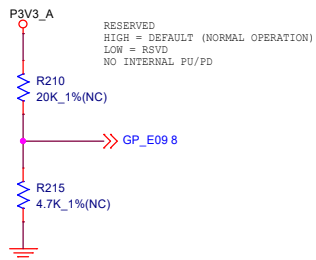 P3V3_A
RESERVED
HIGH = DEFAULT (NORMAL OPERATION)
LOW = RSVD
NO INTERNAL PU/PD
R210
20K_1%(NC)
GP_E09 8
R215
4.7K_1%(NC)